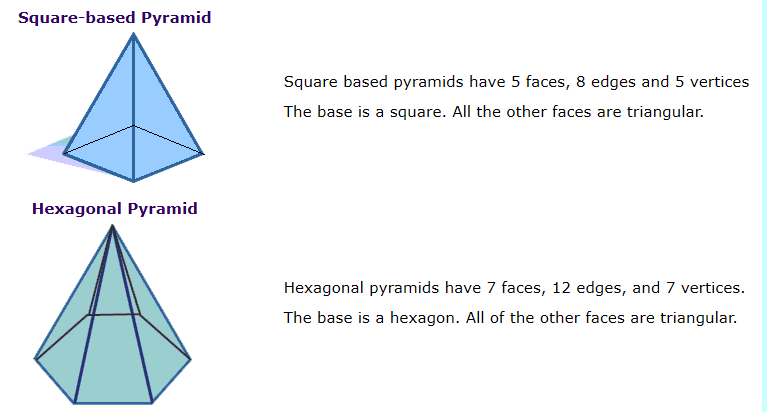 Square-based Pyramid
Square based pyramids have 5 faces, 8 edges and 5 vertices
The base is a square. All the other faces are triangular.
Hexagonal Pyramid
Hexagonal pyramids have 7 faces, 12 edges, and 7 vertices.
The base is a hexagon. All of the other faces are triangular.